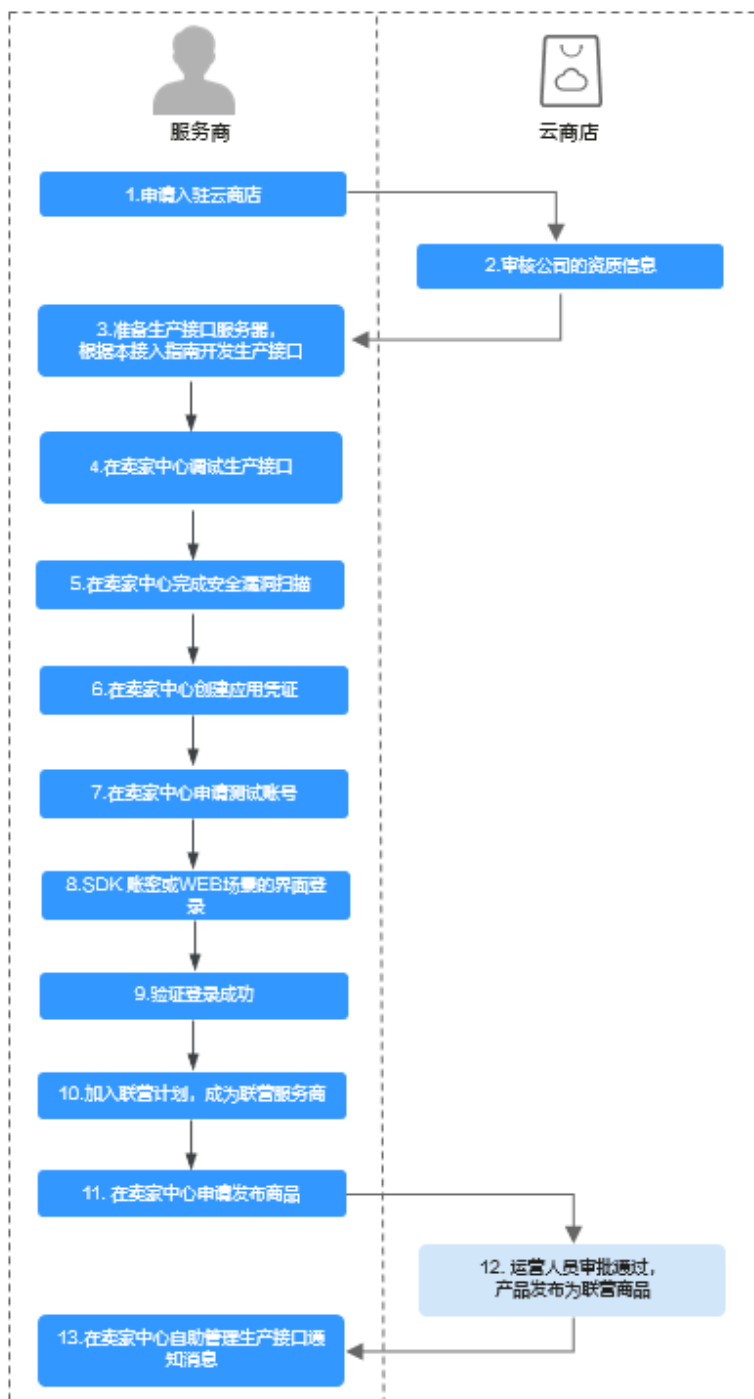 服务商
云商店
1.申请入驻云商店
2.审核公司的资质信息
3.准备生产接口服务器，
根据本接入指南开发生产接口
4.在卖家中心调试生产接口
5.在卖家中心完成安全漏洞扫描
6.在卖家中心创建应用凭证
7.在卖家中心申请测试账号
8.SDK 账密或WEB场景的界面登
录
9.验证登录成功
10.加入联营计划，成为联营服务商
11. 在卖家中心申请发布商品
12. 运营人员审批通过，
产品发布为联营商品
13.在卖家中心自助管理生产接口通
知消息